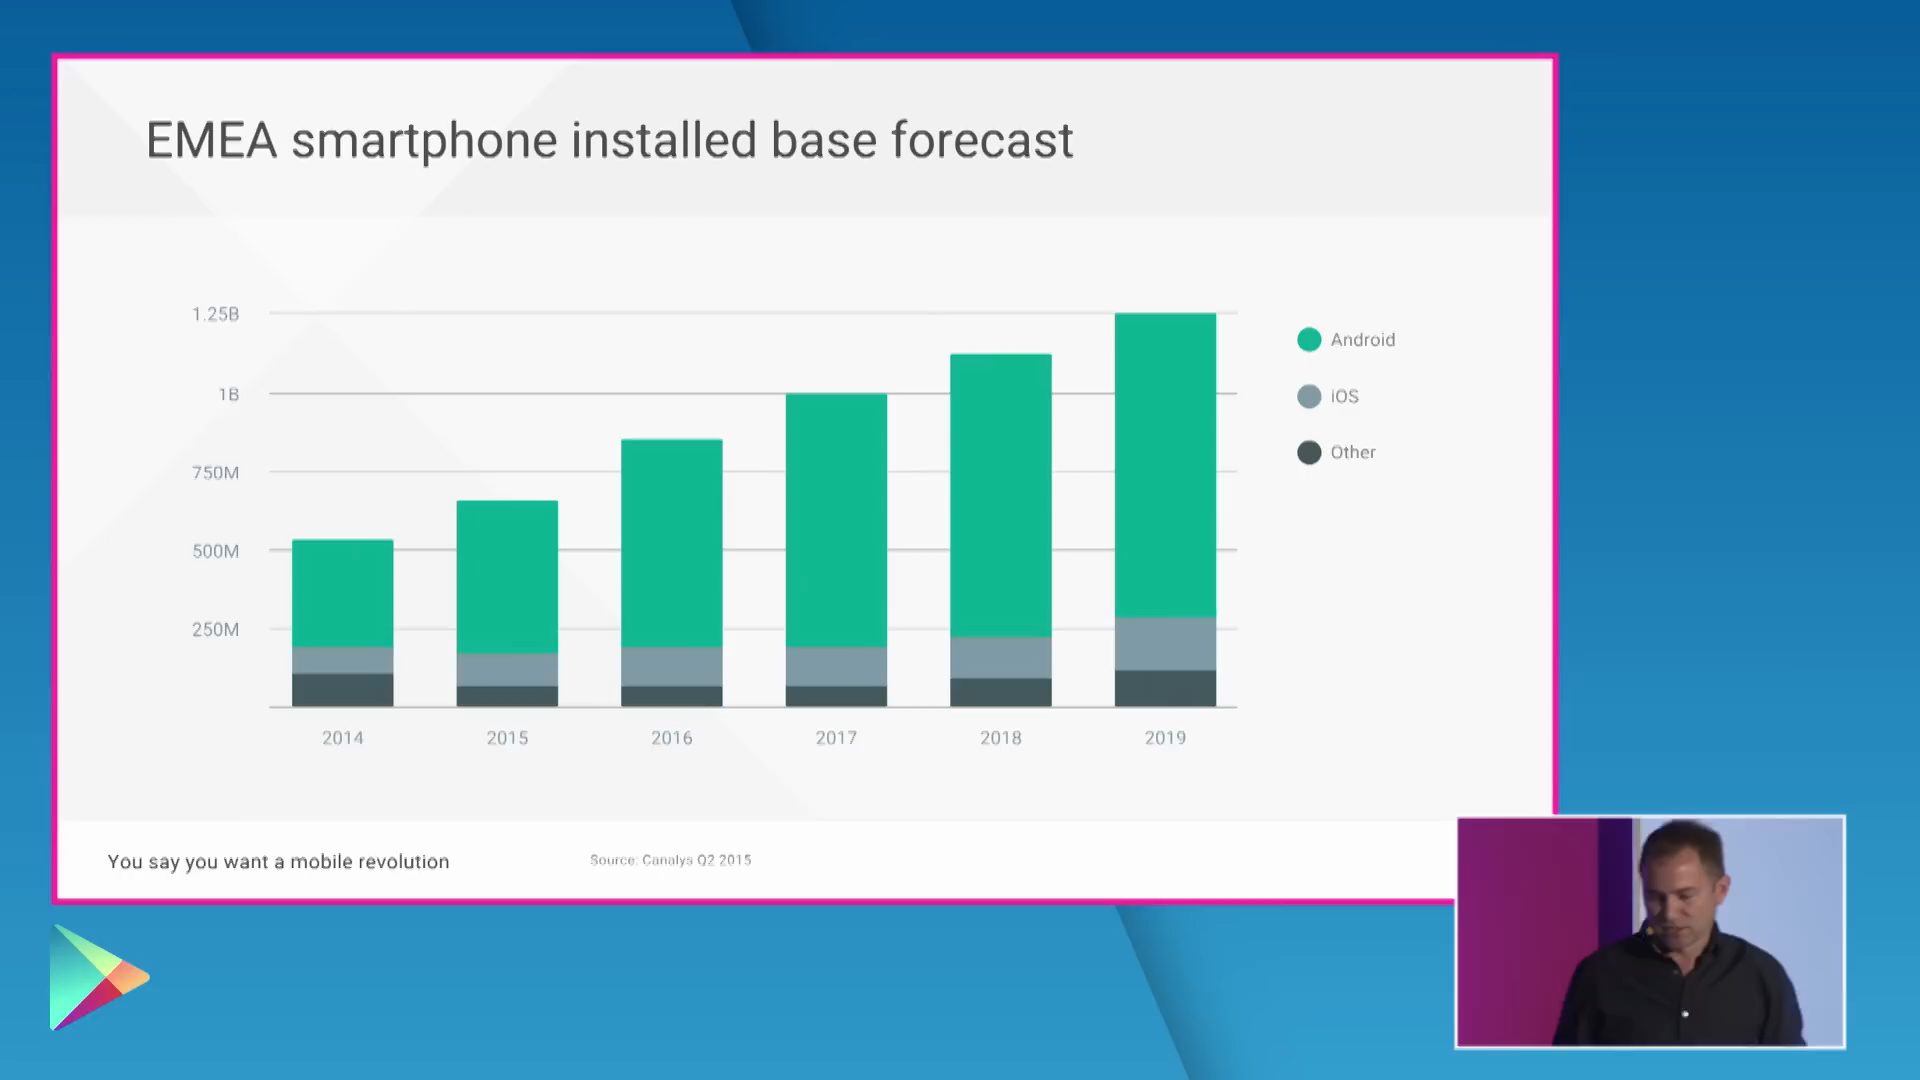 EMEA smartphone installed base forecast
1.25B
1B
750M
500M
250M
2014 2015 2016 2017 2018 2019
Android
iOS
Other
You say you want a mobile revolution
Source: Canalys Q2 2015